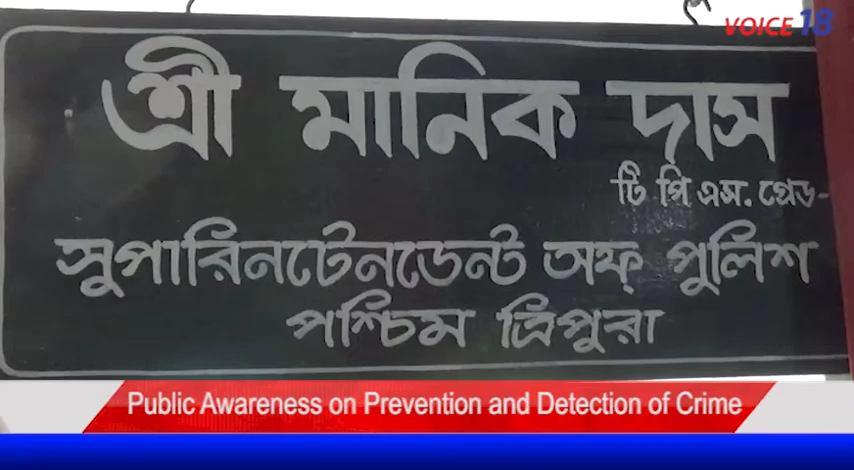 VOICE 18
শ্রী মানিক দাস
টি পি এস. গ্রেড-
সুপারিনটেনডেন্ট অফ্ পুলিশ
পশ্চিম ত্রিপুরা
Public Awareness on Prevention and Detection of Crime